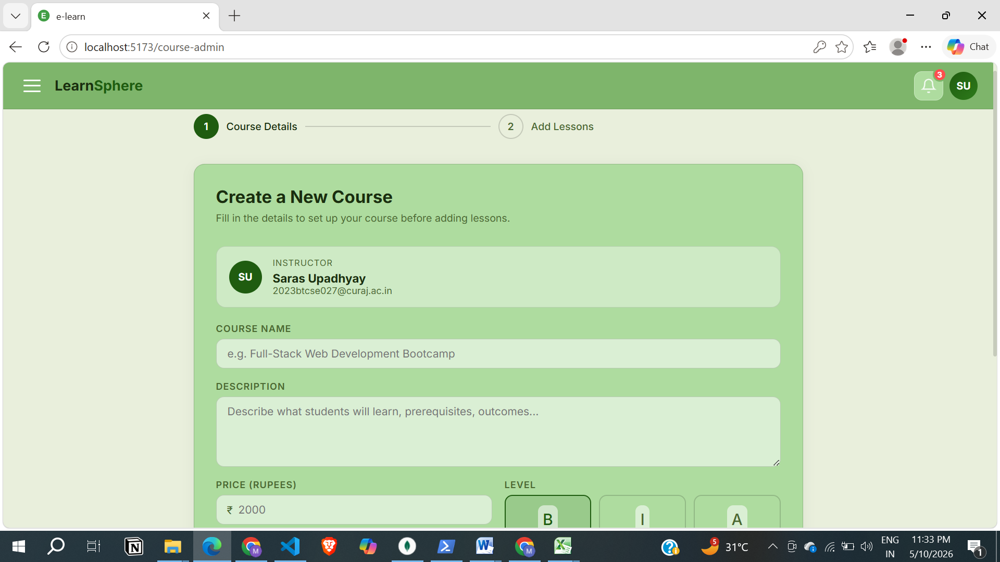 E e-learn
localhost:5173/course-admin
Chat
LearnSphere
3
SU
1 Course Details
2 Add Lessons
Create a New Course
Fill in the details to set up your course before adding lessons.
SU
INSTRUCTOR
Saras Upadhyay
2023btcse027@curaj.ac.in
COURSE NAME
e.g. Full-Stack Web Development Bootcamp
DESCRIPTION
Describe what students will learn, prerequisites, outcomes...
PRICE (RUPEES)
LEVEL
₹ 2000
B
I
A
N
M
W
M
X
?
5
31°C
ENG
IN
11:33 PM
5/10/2026
1